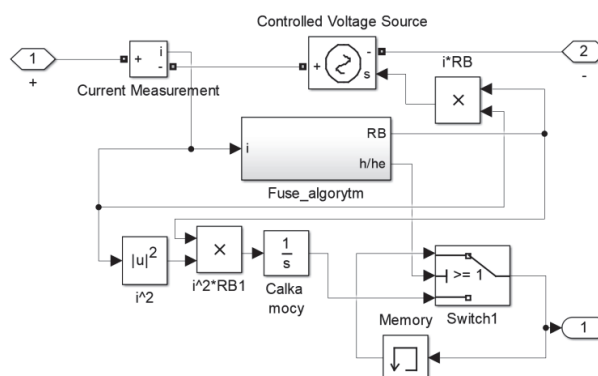 Controlled Voltage Source
1
+
+
i
-
Current Measurement
+
-
s
i*RB
×
2
-
i
RB
h/he
Fuse_algorytm
|u|²
i^2
×
i^2*RB1
1
s
Calka
mocy
>= 1
Switch1
Memory
1